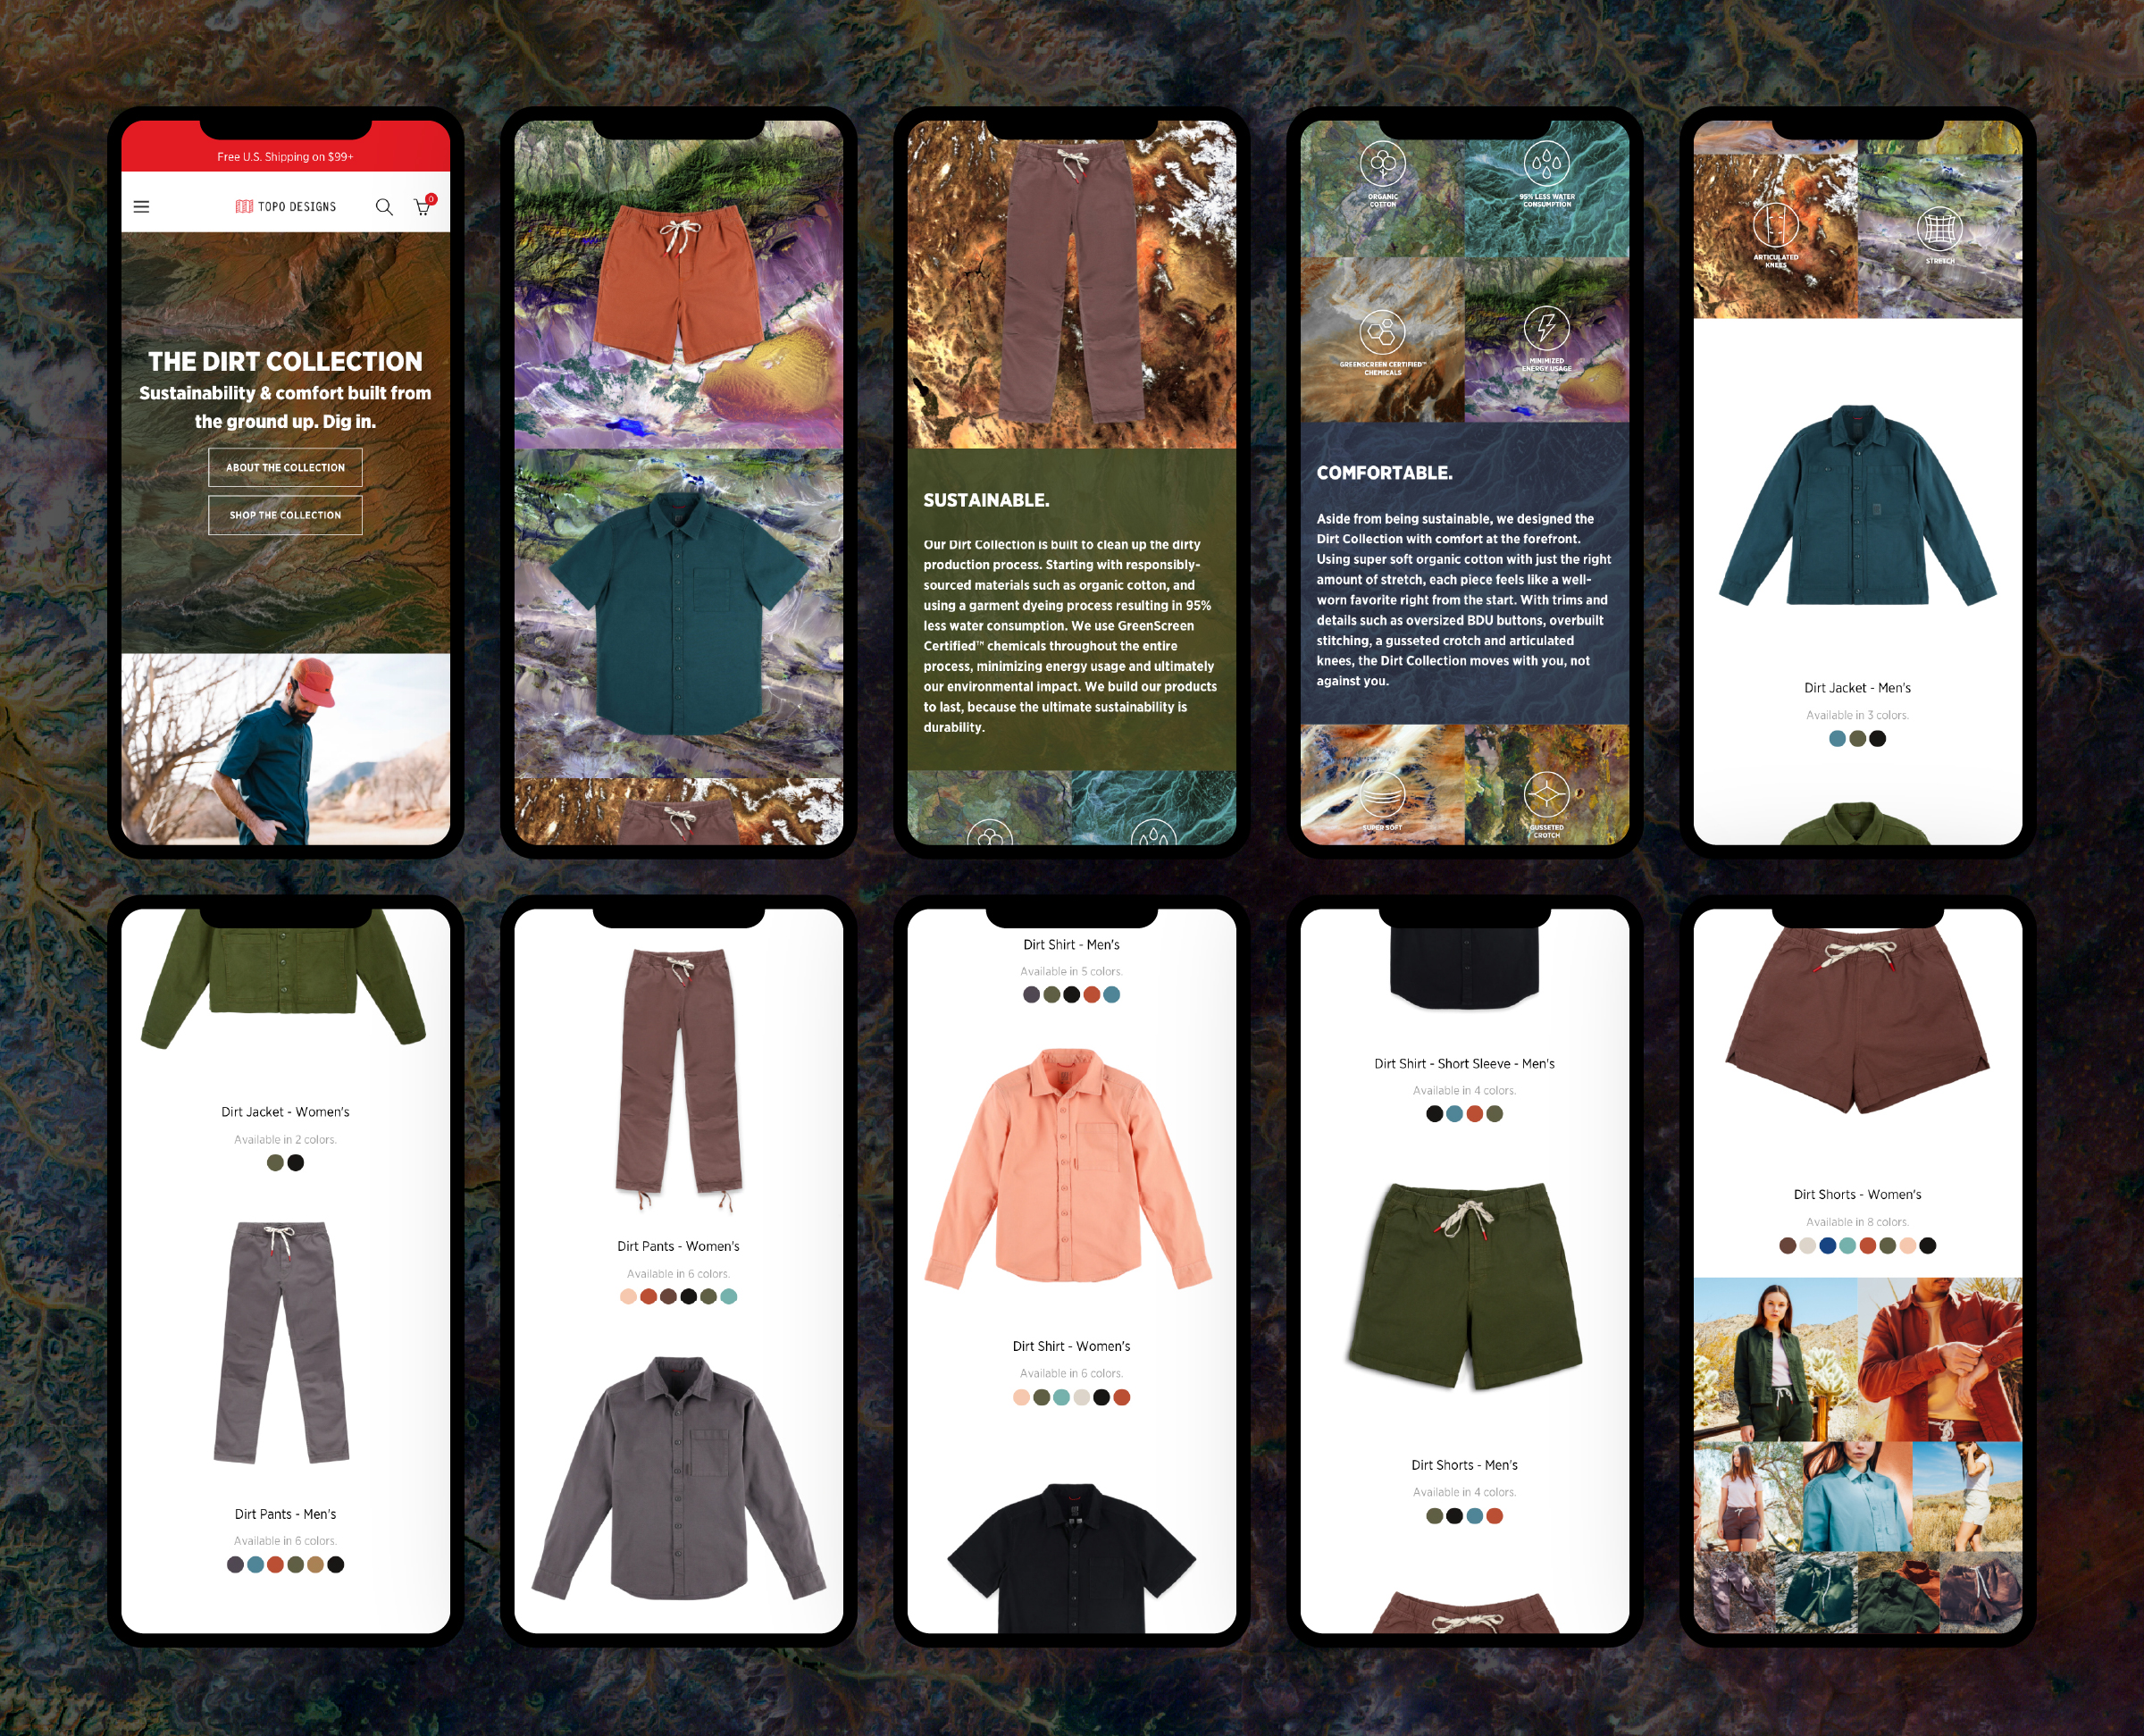 Free U.S. Shipping on $99+
TOPO DESIGNS
0
THE DIRT COLLECTION
Sustainability & comfort built from
the ground up. Dig in.
ABOUT THE COLLECTION
SHOP THE COLLECTION
SUSTAINABLE.
Our Dirt Collection is built to clean up the dirty
production process. Starting with responsibly-
sourced materials such as organic cotton, and
using a garment dyeing process resulting in 95%
less water consumption. We use GreenScreen
Certified™ chemicals throughout the entire
process, minimizing energy usage and ultimately
our environmental impact. We build our products
to last, because the ultimate sustainability is
durability.
ORGANIC
COTTON
95% LESS WATER
CONSUMPTION
GREENSCREEN CERTIFIED™
CHEMICALS
MINIMIZED
ENERGY USAGE
COMFORTABLE.
Aside from being sustainable, we designed the
Dirt Collection with comfort at the forefront.
Using super soft organic cotton with just the right
amount of stretch, each piece feels like a well-
worn favorite right from the start. With trims and
details such as oversized BDU buttons, overbuilt
stitching, a gusseted crotch and articulated
knees, the Dirt Collection moves with you, not
against you.
SUPER SOFT
GUSSETED
CROTCH
ARTICULATED
KNEES
STRETCH
Dirt Jacket - Men's
Available in 3 colors.
Dirt Jacket - Women's
Available in 2 colors.
Dirt Pants - Men's
Available in 6 colors.
Dirt Pants - Women's
Available in 6 colors.
Dirt Shirt - Men's
Available in 5 colors.
Dirt Shirt - Women's
Available in 6 colors.
Dirt Shirt - Short Sleeve - Men's
Available in 4 colors.
Dirt Shorts - Men's
Available in 4 colors.
Dirt Shorts - Women's
Available in 8 colors.